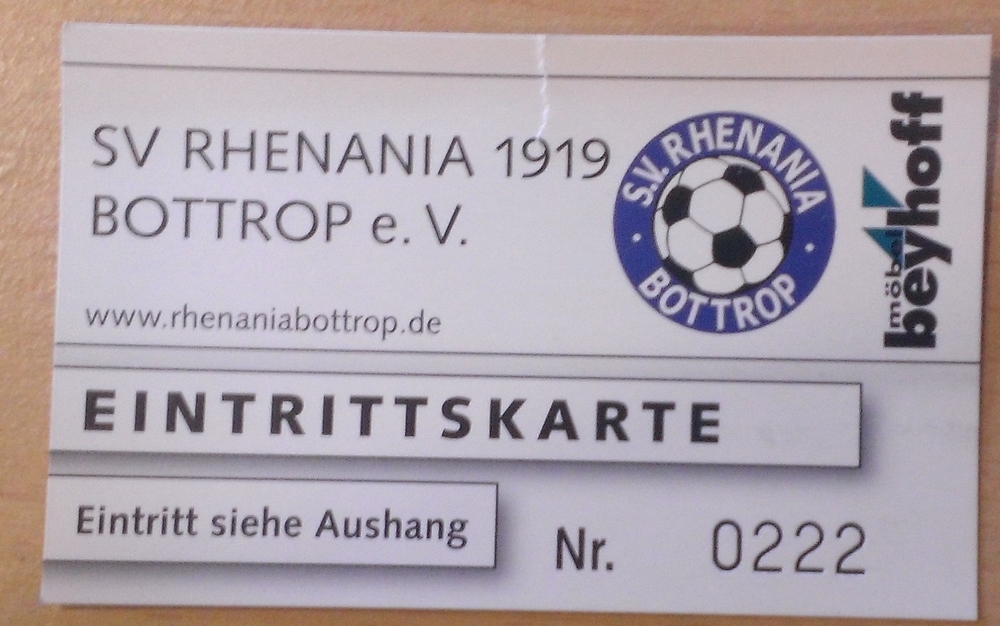 SV RHENANIA 1919
BOTTROP e. V.
www.rhenaniabottrop.de
S.V. RHENANIA
BOTTROP
möbel
beyhoff
EINTRITTSKARTE
Eintritt siehe Aushang
Nr. 0222